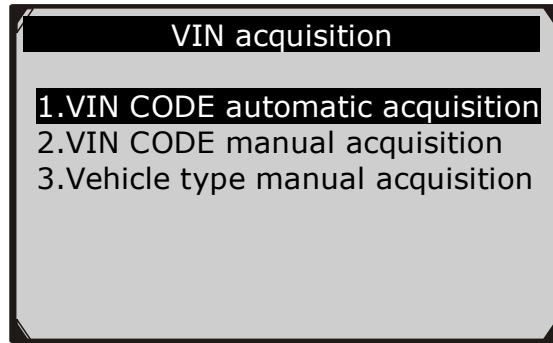 VIN acquisition
1.VIN CODE automatic acquisition
2.VIN CODE manual acquisition
3.Vehicle type manual acquisition